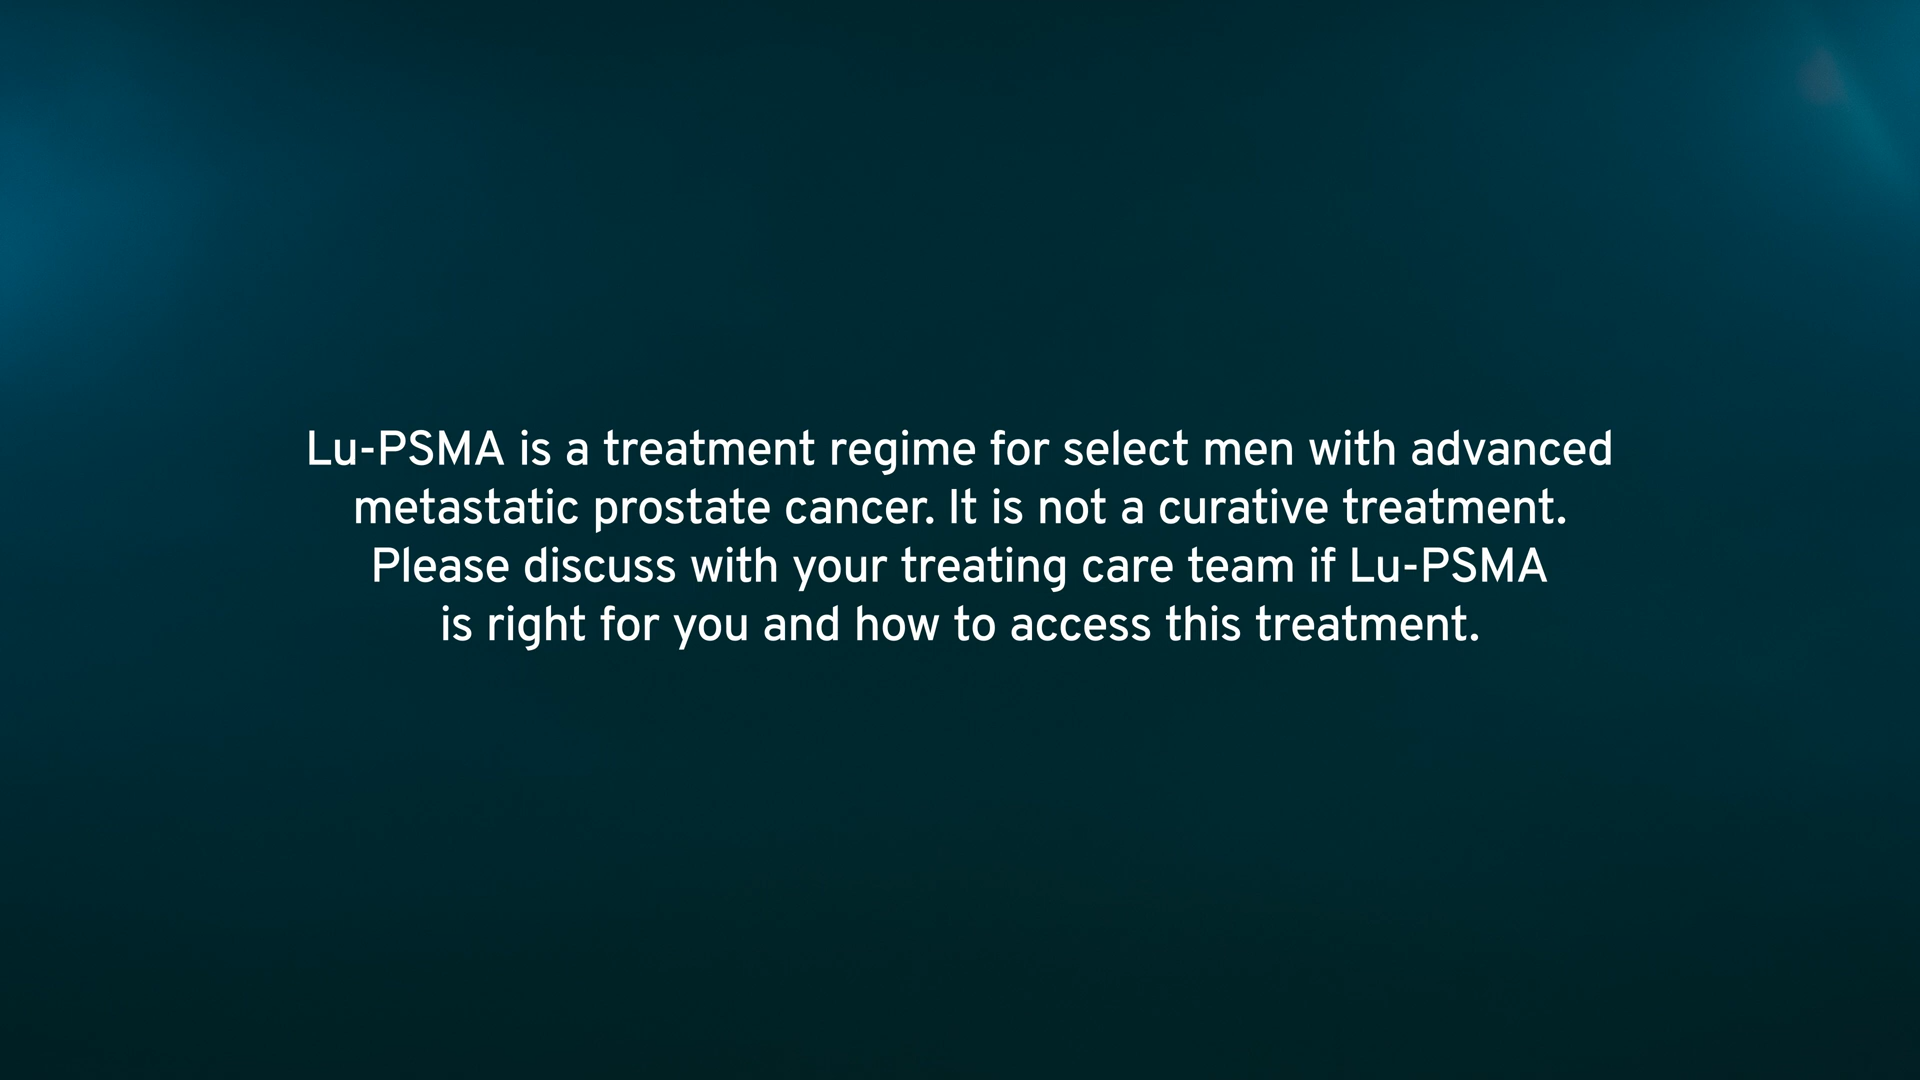 Lu-PSMA is a treatment regime for select men with advanced
metastatic prostate cancer. It is not a curative treatment.
Please discuss with your treating care team if Lu-PSMA
is right for you and how to access this treatment.